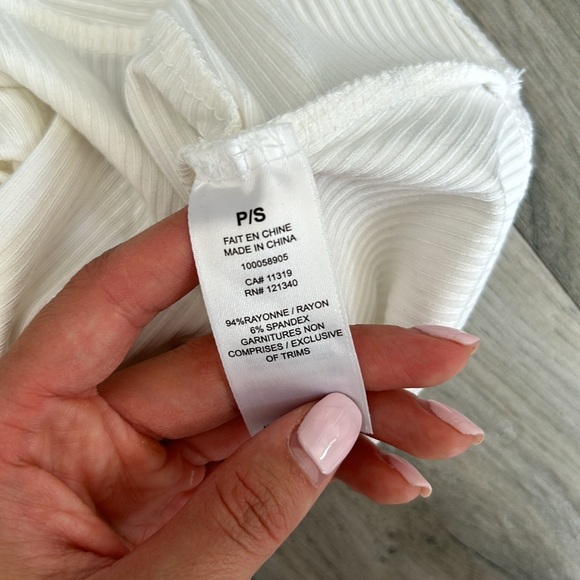 P/S
FAIT EN CHINE
MADE IN CHINA
100058905
CA# 11319
RN# 121340
94%RAYONNE / RAYON
6% SPANDEX
GARNITURES NON
COMPRISES / EXCLUSIVE
OF TRIMS